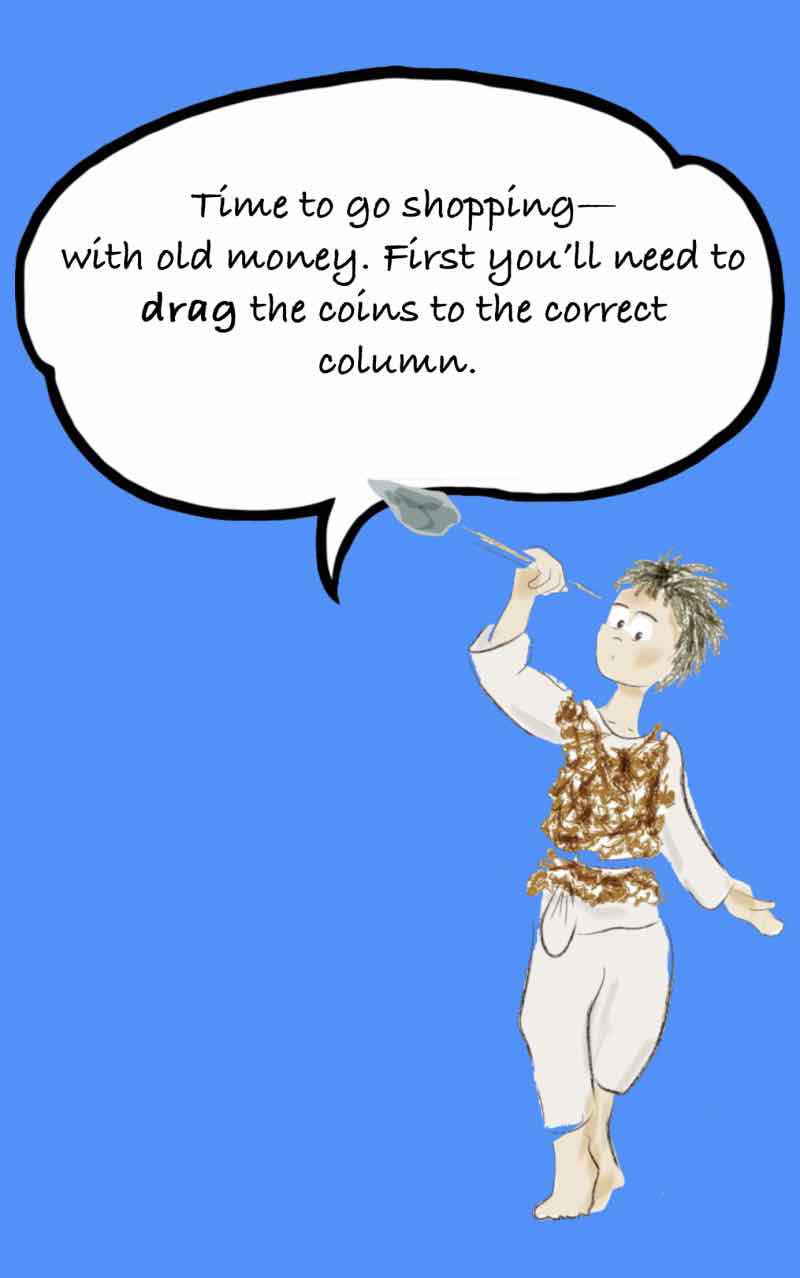 Time to go shopping—
with old money. First you’ll need to
drag the coins to the correct
column.